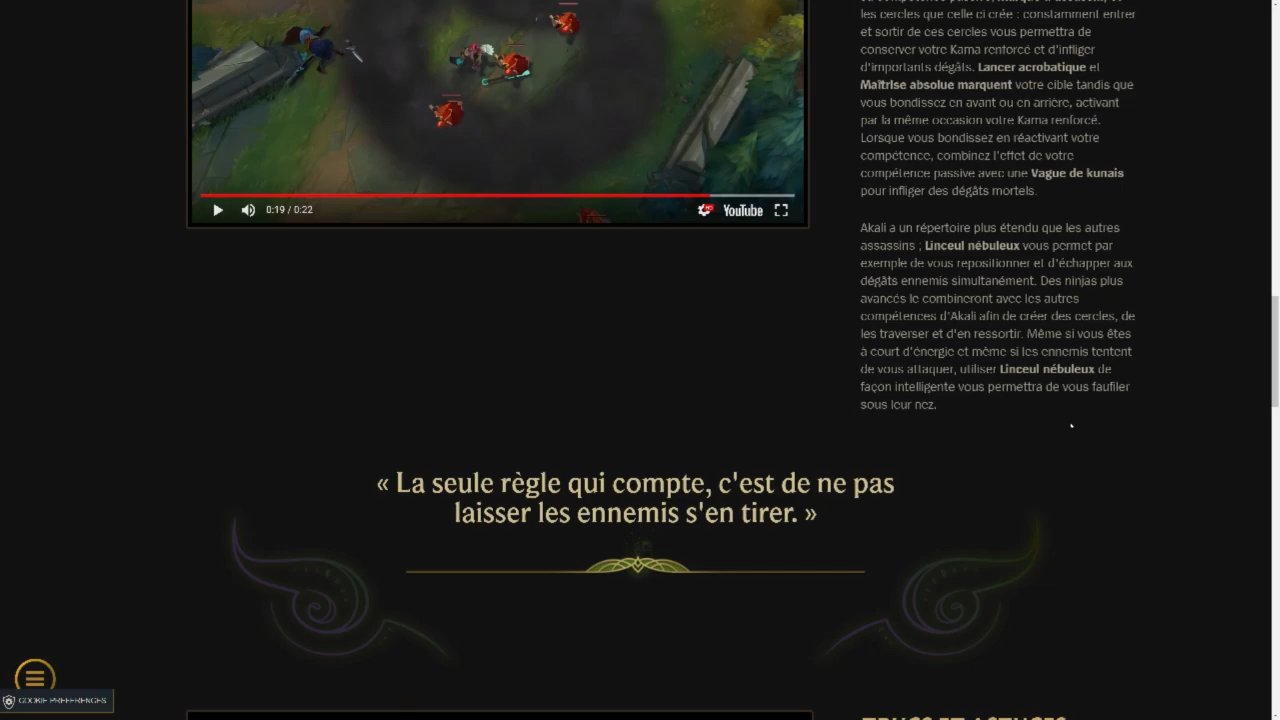 les cercles que celle ci crée : constamment entrer
et sortir de ces cercles vous permettra de
conserver votre Kama renforcé et d'infliger
d'importants dégâts. Lancer acrobatique et
Maîtrise absolue marquent votre cible tandis que
vous bondissez en avant ou en arrière, activant
par la même occasion votre Kama renforcé.
Lorsque vous bondissez en réactivant votre
compétence, combinez l'effet de votre
compétence passive avec une Vague de kunais
pour infliger des dégâts mortels.
0:19 / 0:22
YouTube
Akali a un répertoire plus étendu que les autres
assassins ; Linceul nébuleux vous permet par
exemple de vous repositionner et d'échapper aux
dégâts ennemis simultanément. Des ninjas plus
avancés le combineront avec les autres
compétences d'Akali afin de créer des cercles, de
les traverser et d'en ressortir. Même si vous êtes
à court d'énergie et même si les ennemis tentent
de vous attaquer, utiliser Linceul nébuleux de
façon intelligente vous permettra de vous faufiler
sous leur nez.
« La seule règle qui compte, c'est de ne pas
laisser les ennemis s'en tirer. »
COOKIE PREFERENCES
TRUCS ET ASTUCES